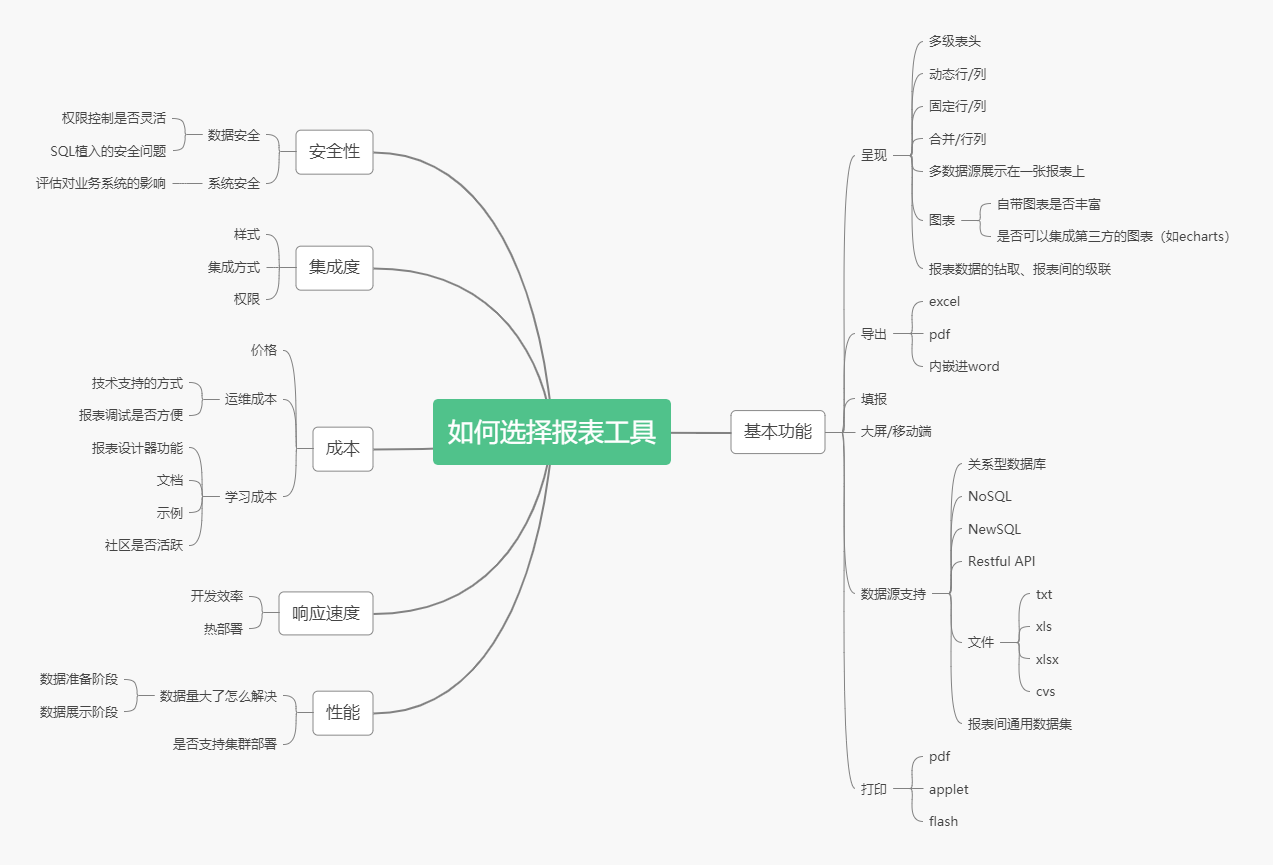 如何选择报表工具
基本功能
呈现
多级表头
动态行/列
固定行/列
合并/行列
多数据源展示在一张报表上
图表
自带图表是否丰富
是否可以集成第三方的图表（如echarts）
报表数据的钻取、报表间的级联
导出
excel
pdf
内嵌进word
填报
大屏/移动端
数据源支持
关系型数据库
NoSQL
NewSQL
Restful API
文件
txt
xls
xlsx
cvs
报表间通用数据集
打印
pdf
applet
flash
安全性
数据安全
权限控制是否灵活
SQL植入的安全问题
系统安全
评估对业务系统的影响
集成度
样式
集成方式
权限
成本
价格
运维成本
技术支持的方式
报表调试是否方便
学习成本
报表设计器功能
文档
示例
社区是否活跃
响应速度
开发效率
热部署
性能
数据量大了怎么解决
数据准备阶段
数据展示阶段
是否支持集群部署